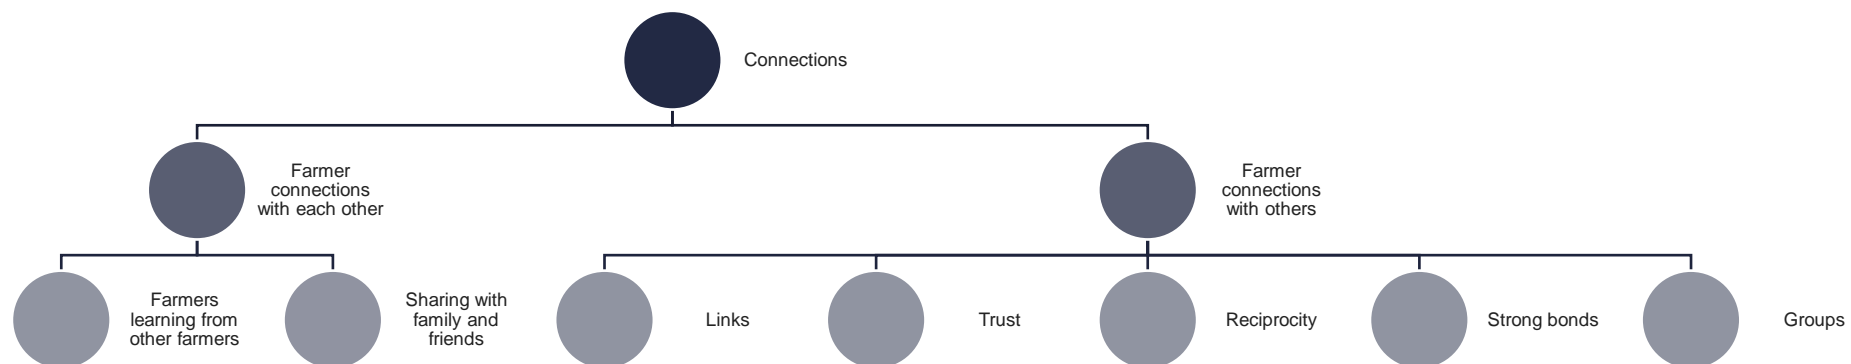 Connections
Farmer
connections
with each other
Farmer
connections
with others
Farmers
learning from
other farmers
Sharing with
family and
friends
Links
Trust
Reciprocity
Strong bonds
Groups